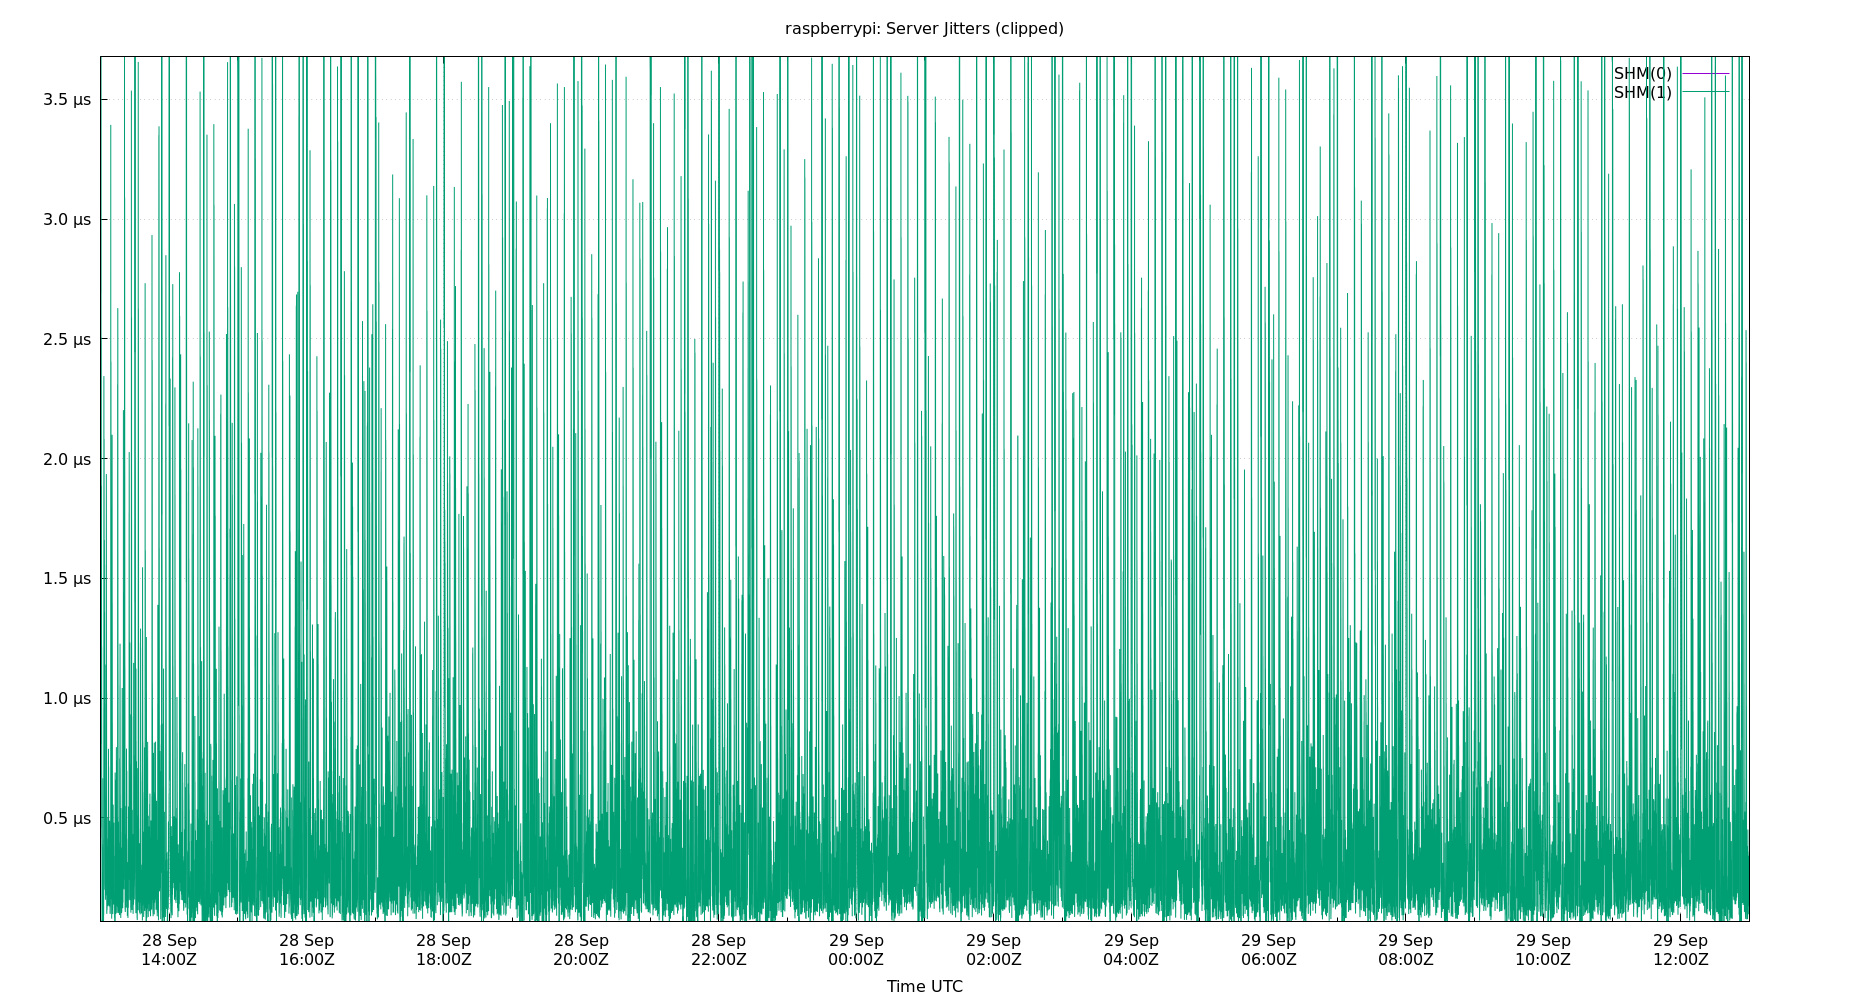 raspberrypi: Server Jitters (clipped)
SHM(0)
SHM(1)
3.5 µs
3.0 µs
2.5 µs
2.0 µs
1.5 µs
1.0 µs
0.5 µs
28 Sep 28 Sep 28 Sep 28 Sep 28 Sep 29 Sep 29 Sep 29 Sep 29 Sep 29 Sep 29 Sep 29 Sep
14:00Z 16:00Z 18:00Z 20:00Z 22:00Z 00:00Z 02:00Z 04:00Z 06:00Z 08:00Z 10:00Z 12:00Z
Time UTC